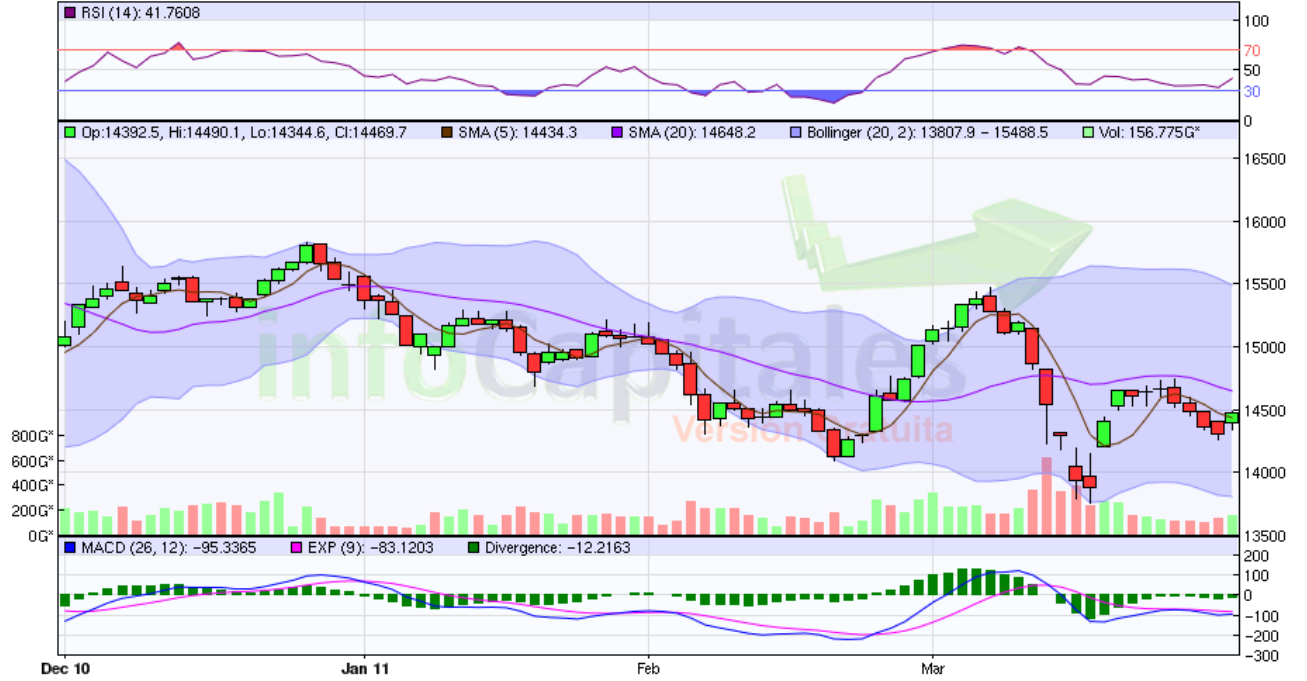 RSI (14): 41.7608
100
70
50
30
0
Op:14392.5, Hi:14490.1, Lo:14344.6, Cl:14469.7 SMA (5): 14434.3 SMA (20): 14648.2 Bollinger (20, 2): 13807.9 - 15488.5 Vol: 156.775G*
16500
16000
15500
15000
14500
14000
13500
infoCapitales
Versión Gratuita
800G*
600G*
400G*
200G*
0G*
MACD (26, 12): -95.3365 EXP (9): -83.1203 Divergence: -12.2163
200
100
0
-100
-200
-300
Dec 10 Jan 11 Feb Mar